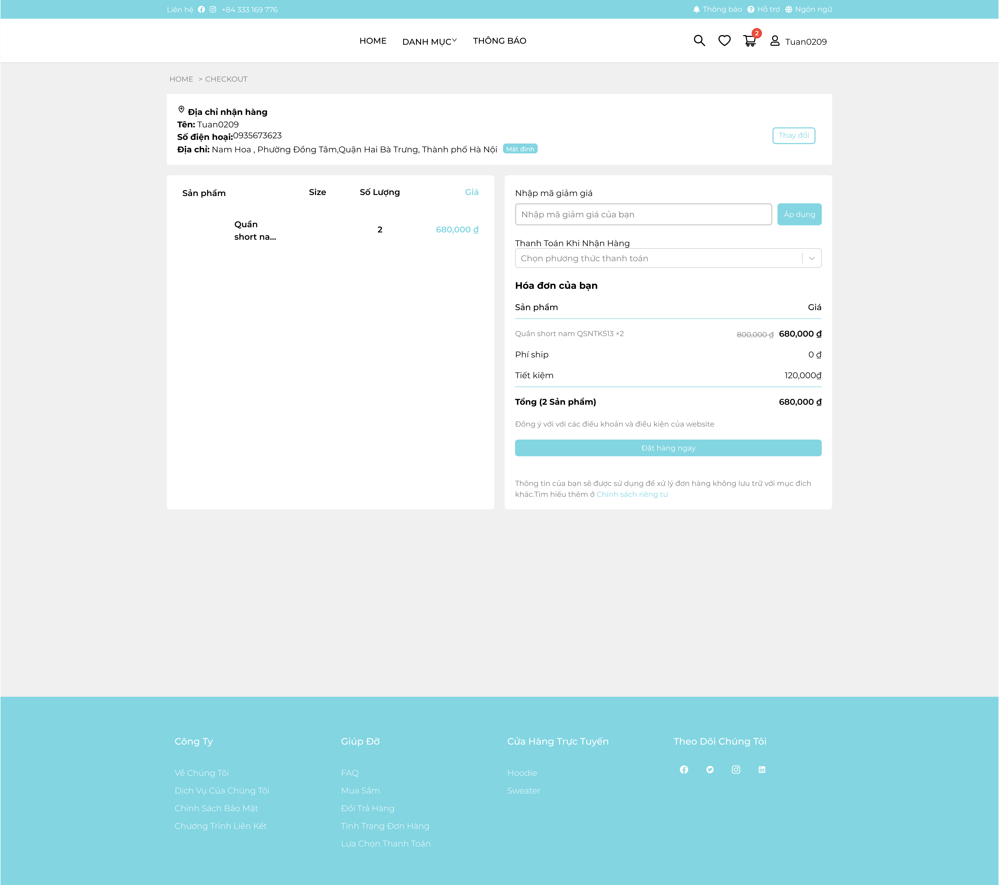 Liên hệ +84 333 169 776 Thông báo Hỗ trợ Ngôn ngữ
HOME DANH MỤC THÔNG BÁO 2 Tuan0209
HOME > CHECKOUT
Địa chỉ nhận hàng
Tên: Tuan0209
Số điện hoại:0935673623
Thay đổi
Địa chỉ: Nam Hoa , Phường Đồng Tâm,Quận Hai Bà Trưng, Thành phố Hà Nội Mặt định
Sản phẩm Size Số Lượng Giá
Quần
short na... 2 680,000 ₫
Nhập mã giảm giá
Nhập mã giảm giá của bạn Áp dụng
Thanh Toán Khi Nhận Hàng
Chọn phương thức thanh toán
Hóa đơn của bạn
Sản phẩm Giá
Quần short nam QSNTK513 ×2 800,000 ₫ 680,000 ₫
Phí ship 0 ₫
Tiết kiệm 120,000₫
Tổng (2 Sản phẩm) 680,000 ₫
Đồng ý với với các điều khoản và điều kiện của website
Đặt hàng ngay
Thông tin của bạn sẽ được sử dụng để xử lý đơn hàng không lưu trữ với mục đích
khác.Tìm hiểu thêm ở Chính sách riêng tư
Công Ty
Về Chúng Tôi
Dịch Vụ Của Chúng Tôi
Chính Sách Bảo Mật
Chương Trình Liên Kết
Giúp Đỡ
FAQ
Mua Sắm
Đổi Trả Hàng
Tình Trạng Đơn Hàng
Lựa Chọn Thanh Toán
Cửa Hàng Trực Tuyến
Hoodie
Sweater
Theo Dõi Chúng Tôi